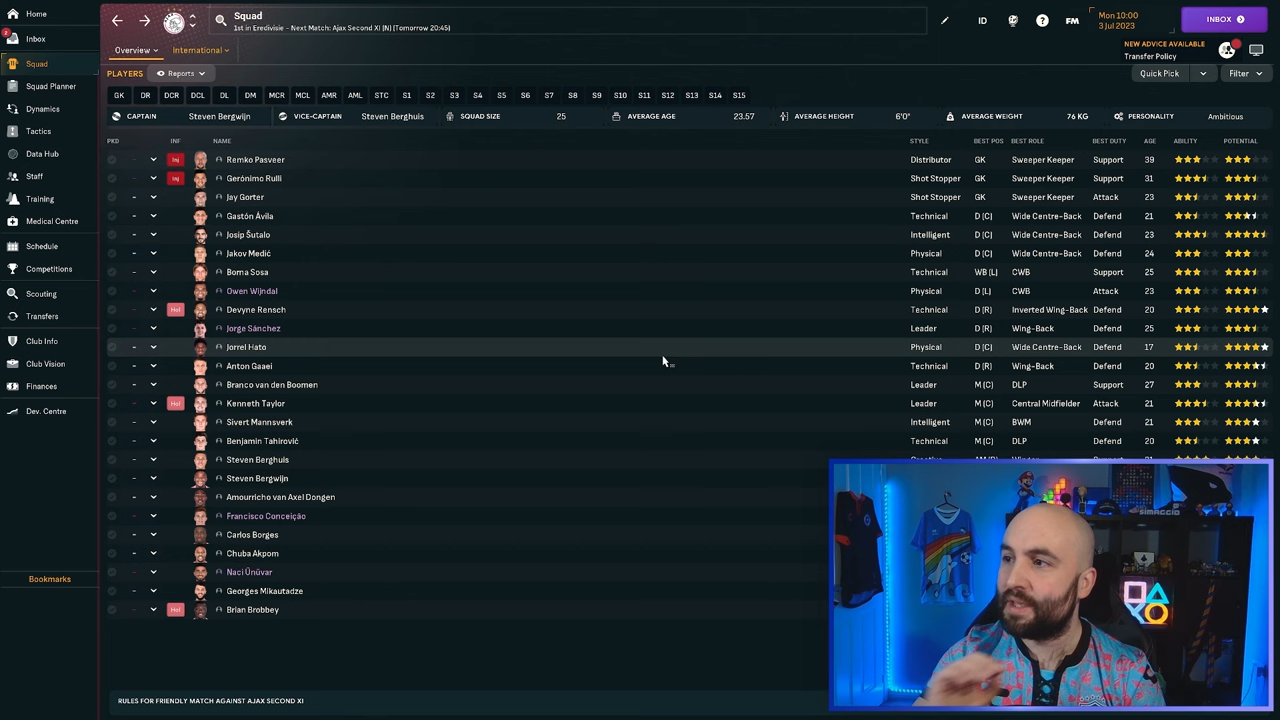 Home
Squad
1st in Eredivisie - Next Match: Ajax Second XI (N) (Tomorrow 20:45)
ID
FM
Mon 10:00
3 Jul 2023
INBOX
2
Inbox
Squad
Overview
International
NEW ADVICE AVAILABLE
Transfer Policy
PLAYERS
Reports
Quick Pick
Filter
Squad Planner
GK DR DCR DCL DL DM MCR MCL AMR AML STC S1 S2 S3 S4 S5 S6 S7 S8 S9 S10 S11 S12 S13 S14 S15
Dynamics
CAPTAIN Steven Bergwijn VICE-CAPTAIN Steven Berghuis SQUAD SIZE 25 AVERAGE AGE 23.57 AVERAGE HEIGHT 6'0" AVERAGE WEIGHT 76 KG PERSONALITY Ambitious
Tactics
Data Hub
Staff
Training
Medical Centre
Schedule
Competitions
Scouting
Transfers
Club Info
Club Vision
Finances
Dev. Centre
Bookmarks
PKD INF NAME STYLE BEST POS BEST ROLE BEST DUTY AGE ABILITY POTENTIAL
Inj Remko Pasveer Distributor GK Sweeper Keeper Support 39
Inj Gerónimo Rulli Shot Stopper GK Sweeper Keeper Support 31
- Jay Gorter Shot Stopper GK Sweeper Keeper Attack 23
- Gastón Ávila Technical D (C) Wide Centre-Back Defend 21
- Josip Šutalo Intelligent D (C) Wide Centre-Back Defend 23
- Jakov Medić Physical D (C) Wide Centre-Back Defend 24
- Borna Sosa Technical WB (L) CWB Support 25
- Owen Wijndal Physical D (L) CWB Attack 23
- Hol Devyne Rensch Technical D (R) Inverted Wing-Back Defend 20
- Jorge Sánchez Leader D (R) Wing-Back Defend 25
- Jorrel Hato Physical D (C) Wide Centre-Back Defend 17
- Anton Gaaei Technical D (R) Wing-Back Defend 20
- Branco van den Boomen Leader M (C) DLP Support 27
- Hol Kenneth Taylor Leader M (C) Central Midfielder Attack 21
- Sivert Mannsverk Intelligent M (C) BWM Defend 21
- Benjamin Tahirović Technical M (C) DLP Defend 20
- Steven Berghuis
- Steven Bergwijn
- Amourricho van Axel Dongen
- Francisco Conceição
- Carlos Borges
- Chuba Akpom
- Naci Ünüvar
- Georges Mikautadze
- Hol Brian Brobbey
RULES FOR FRIENDLY MATCH AGAINST AJAX SECOND XI